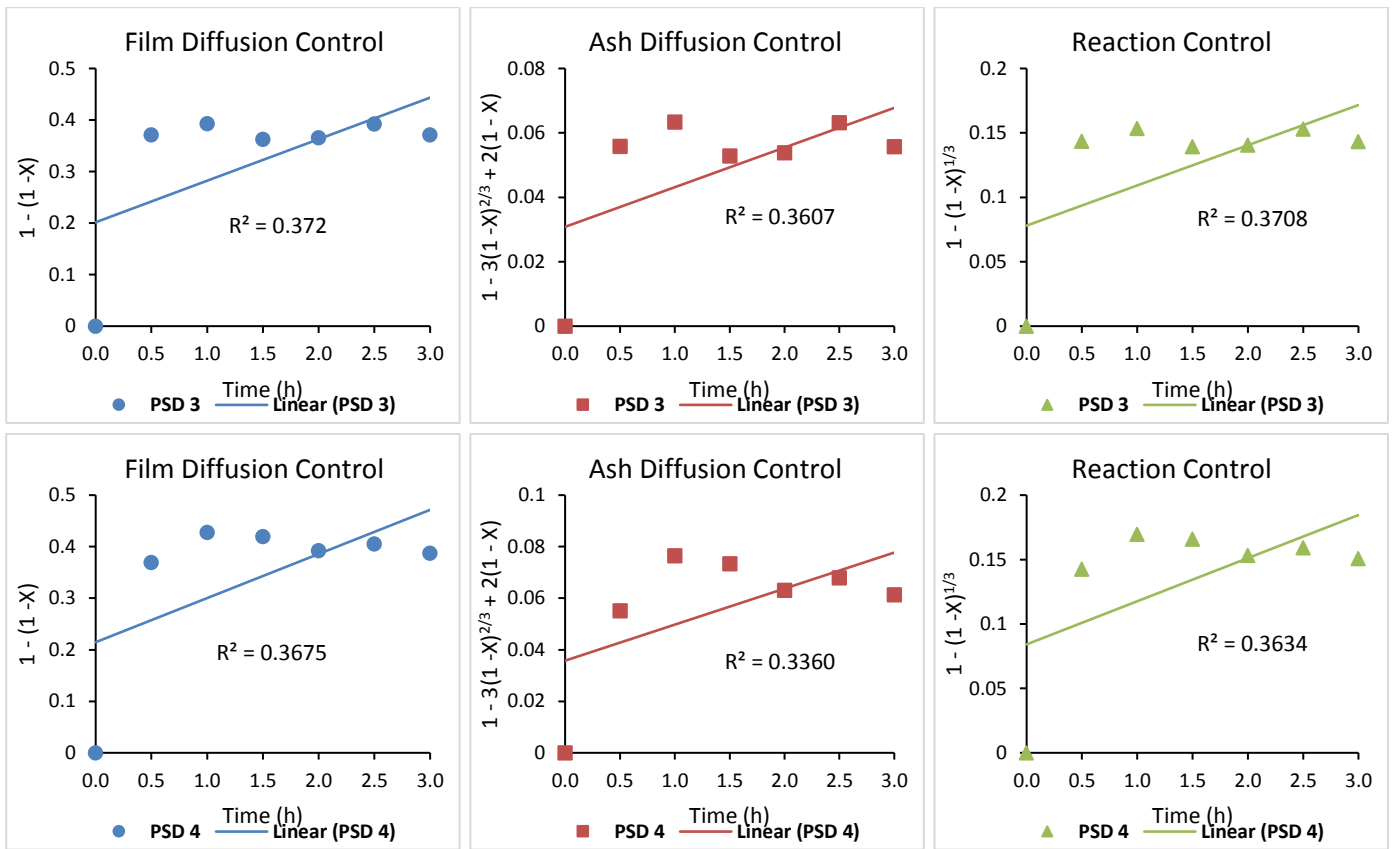 Film Diffusion Control
1 - (1 -X)
0.5
0.4
0.3
0.2
0.1
0
R² = 0.372
0.0 0.5 1.0 1.5 2.0 2.5 3.0
Time (h)
PSD 3 Linear (PSD 3)
Ash Diffusion Control
1 - 3(1 -X)^{2/3} + 2(1 - X)
0.08
0.06
0.04
0.02
0
R² = 0.3607
0.0 0.5 1.0 1.5 2.0 2.5 3.0
Time (h)
PSD 3 Linear (PSD 3)
Reaction Control
1 - (1 -X)^{1/3}
0.2
0.15
0.1
0.05
0
R² = 0.3708
0.0 0.5 1.0 1.5 2.0 2.5 3.0
Time (h)
PSD 3 Linear (PSD 3)
Film Diffusion Control
1 - (1 -X)
0.5
0.4
0.3
0.2
0.1
0
R² = 0.3675
0.0 0.5 1.0 1.5 2.0 2.5 3.0
Time (h)
PSD 4 Linear (PSD 4)
Ash Diffusion Control
1 - 3(1 -X)^{2/3} + 2(1 - X)
0.1
0.08
0.06
0.04
0.02
0
R² = 0.3360
0.0 0.5 1.0 1.5 2.0 2.5 3.0
Time (h)
PSD 4 Linear (PSD 4)
Reaction Control
1 - (1 -X)^{1/3}
0.2
0.15
0.1
0.05
0
R² = 0.3634
0.0 0.5 1.0 1.5 2.0 2.5 3.0
Time (h)
PSD 4 Linear (PSD 4)